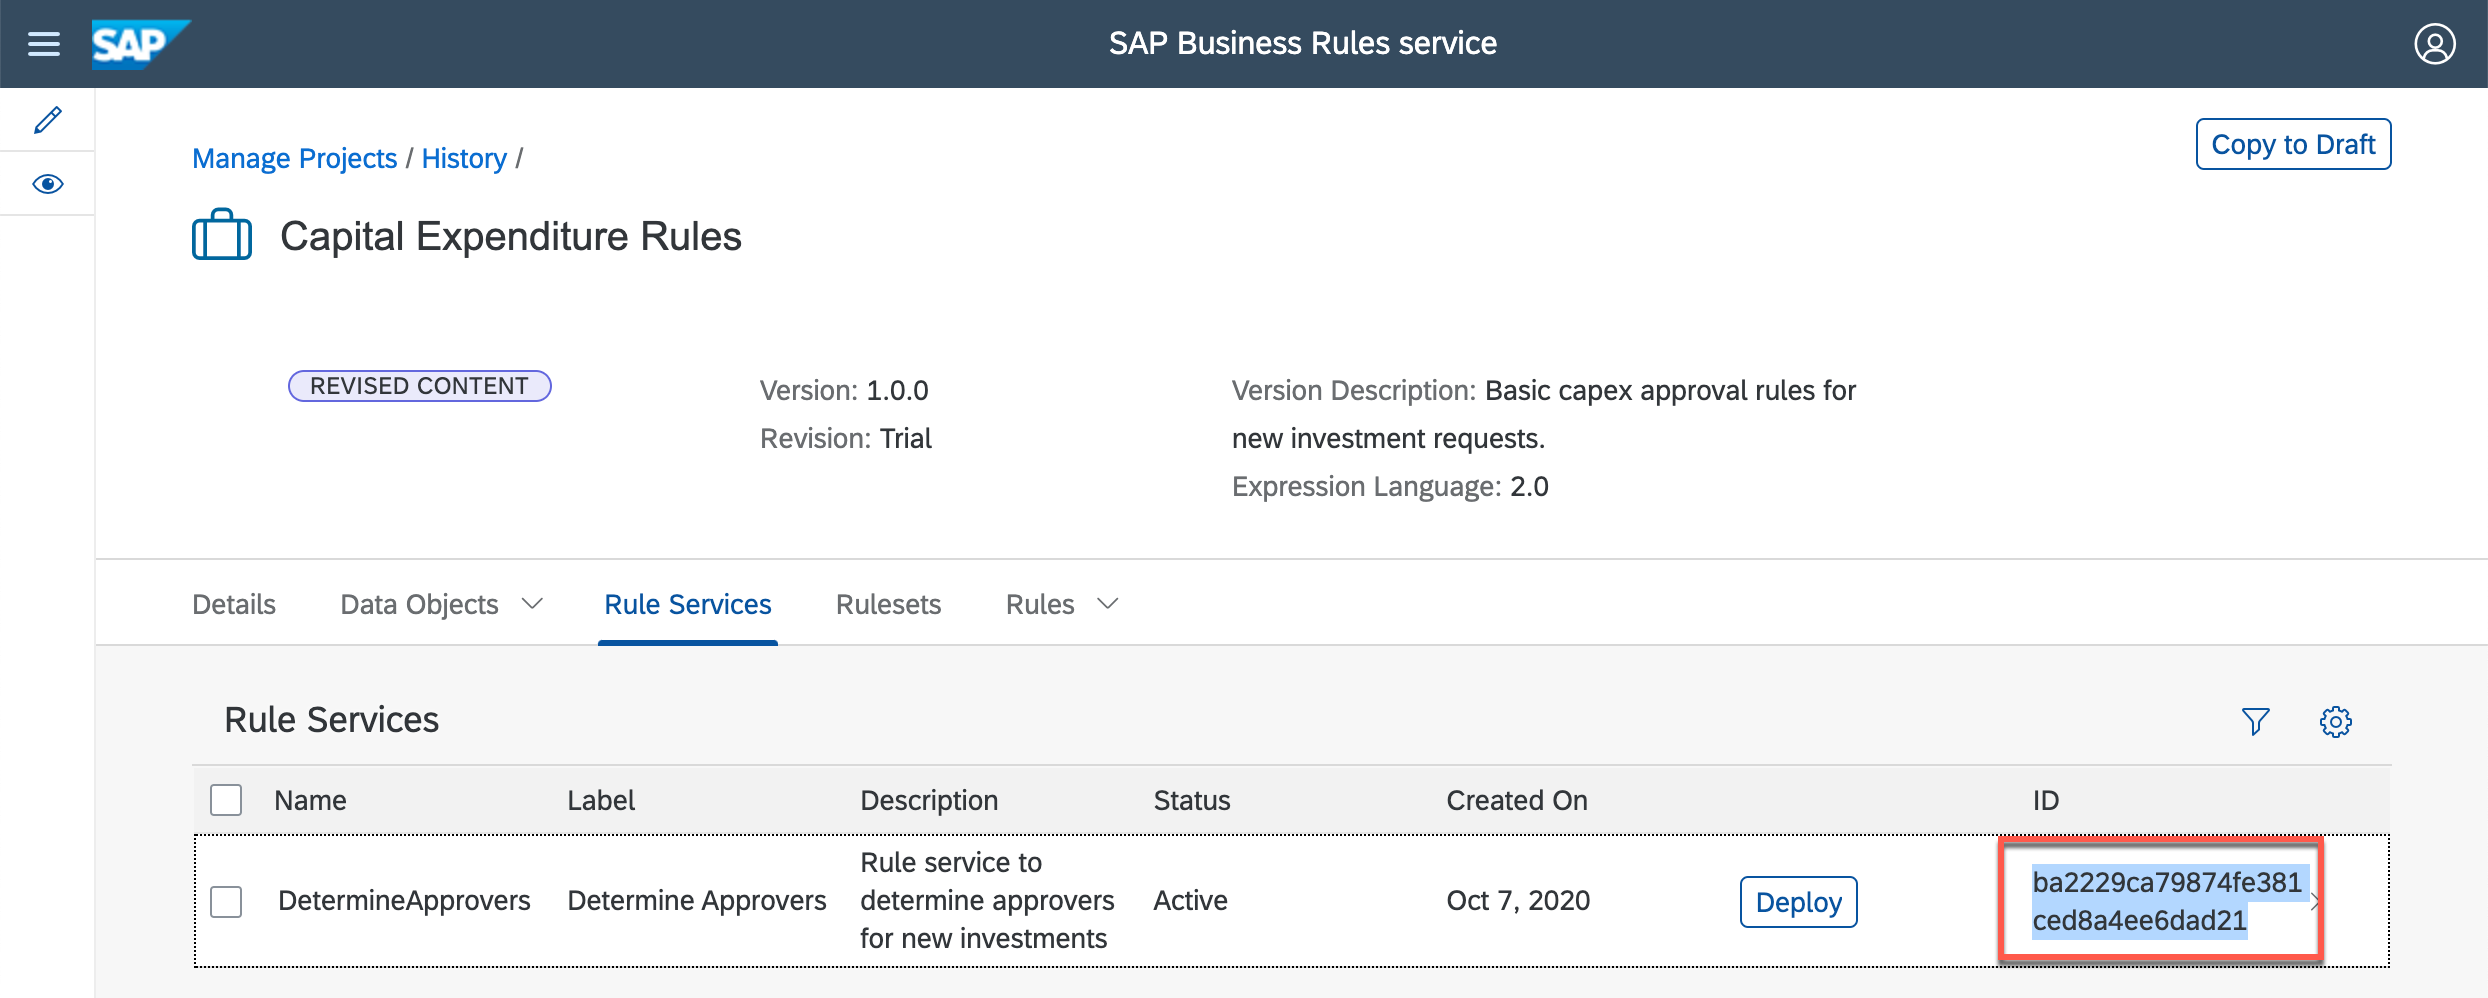 SAP
SAP Business Rules service
Manage Projects / History /
Copy to Draft
Capital Expenditure Rules
REVISED CONTENT
Version: 1.0.0
Revision: Trial
Version Description: Basic capex approval rules for
new investment requests.
Expression Language: 2.0
Details
Data Objects
Rule Services
Rulesets
Rules
Rule Services
Name
Label
Description
Status
Created On
ID
DetermineApprovers
Determine Approvers
Rule service to
determine approvers
for new investments
Active
Oct 7, 2020
Deploy
ba2229ca79874fe381
ced8a4ee6dad21